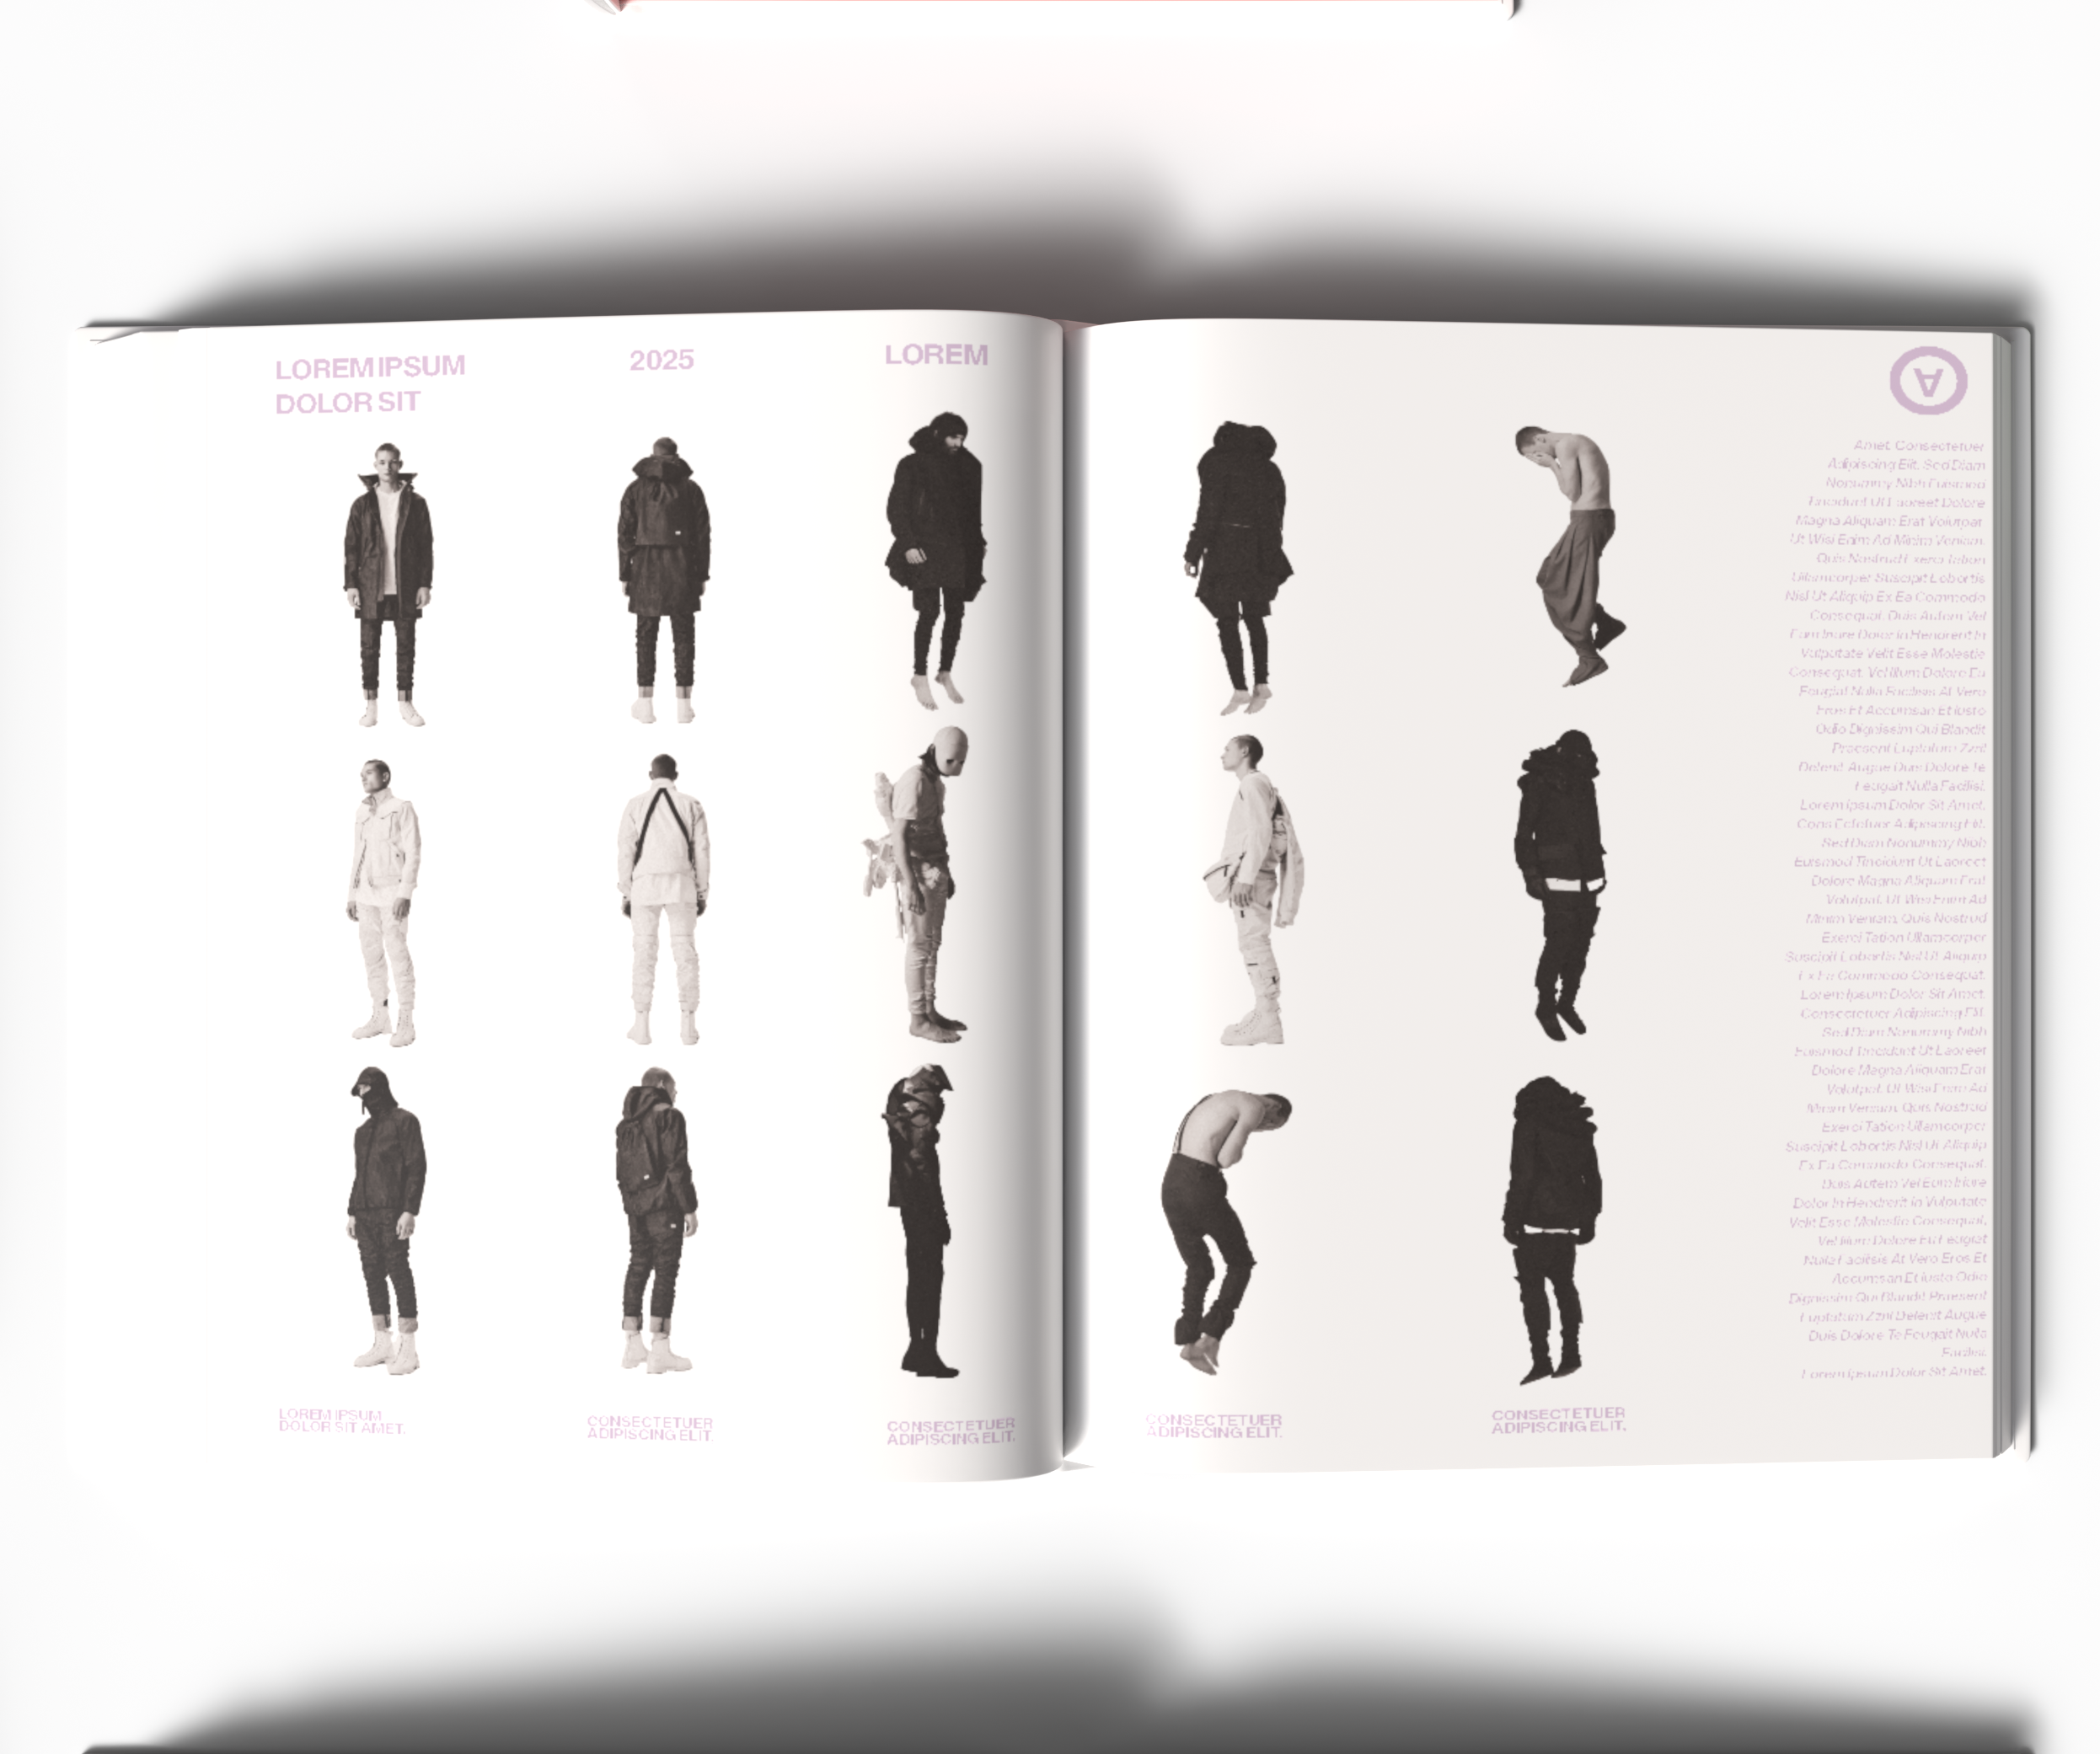 LOREM IPSUM
DOLOR SIT
2025
LOREM
LOREM IPSUM
DOLOR SIT AMET.
CONSECTETUER
ADIPISCING ELIT.
CONSECTETUER
ADIPISCING ELIT.
CONSECTETUER
ADIPISCING ELIT.
CONSECTETUER
ADIPISCING ELIT.
Ɐ
Amet, Consectetuer
Adipiscing Elit, Sed Diam
Nonummy Nibh Euismod
Tincidunt Ut Laoreet Dolore
Magna Aliquam Erat Volutpat.
Ut Wisi Enim Ad Minim Veniam,
Quis Nostrud Exerci Tation
Ullamcorper Suscipit Lobortis
Nisl Ut Aliquip Ex Ea Commodo
Consequat. Duis Autem Vel
Eum Iriure Dolor In Hendrerit In
Vulputate Velit Esse Molestie
Consequat, Vel Illum Dolore Eu
Feugiat Nulla Facilisis At Vero
Eros Et Accumsan Et Iusto
Odio Dignissim Qui Blandit
Praesent Luptatum Zzril
Delenit Augue Duis Dolore Te
Feugait Nulla Facilisi.
Lorem Ipsum Dolor Sit Amet,
Cons Ectetuer Adipiscing Elit,
Sed Diam Nonummy Nibh
Euismod Tincidunt Ut Laoreet
Dolore Magna Aliquam Erat
Volutpat. Ut Wisi Enim Ad
Minim Veniam, Quis Nostrud
Exerci Tation Ullamcorper
Suscipit Lobortis Nisl Ut Aliquip
Ex Ea Commodo Consequat.
Lorem Ipsum Dolor Sit Amet,
Consectetuer Adipiscing Elit,
Sed Diam Nonummy Nibh
Euismod Tincidunt Ut Laoreet
Dolore Magna Aliquam Erat
Volutpat. Ut Wisi Enim Ad
Minim Veniam, Quis Nostrud
Exerci Tation Ullamcorper
Suscipit Lobortis Nisl Ut Aliquip
Ex Ea Commodo Consequat.
Duis Autem Vel Eum Iriure
Dolor In Hendrerit In Vulputate
Velit Esse Molestie Consequat,
Vel Illum Dolore Eu Feugiat
Nulla Facilisis At Vero Eros Et
Accumsan Et Iusto Odio
Dignissim Qui Blandit Praesent
Luptatum Zzril Delenit Augue
Duis Dolore Te Feugait Nulla
Facilisi.
Lorem Ipsum Dolor Sit Amet,